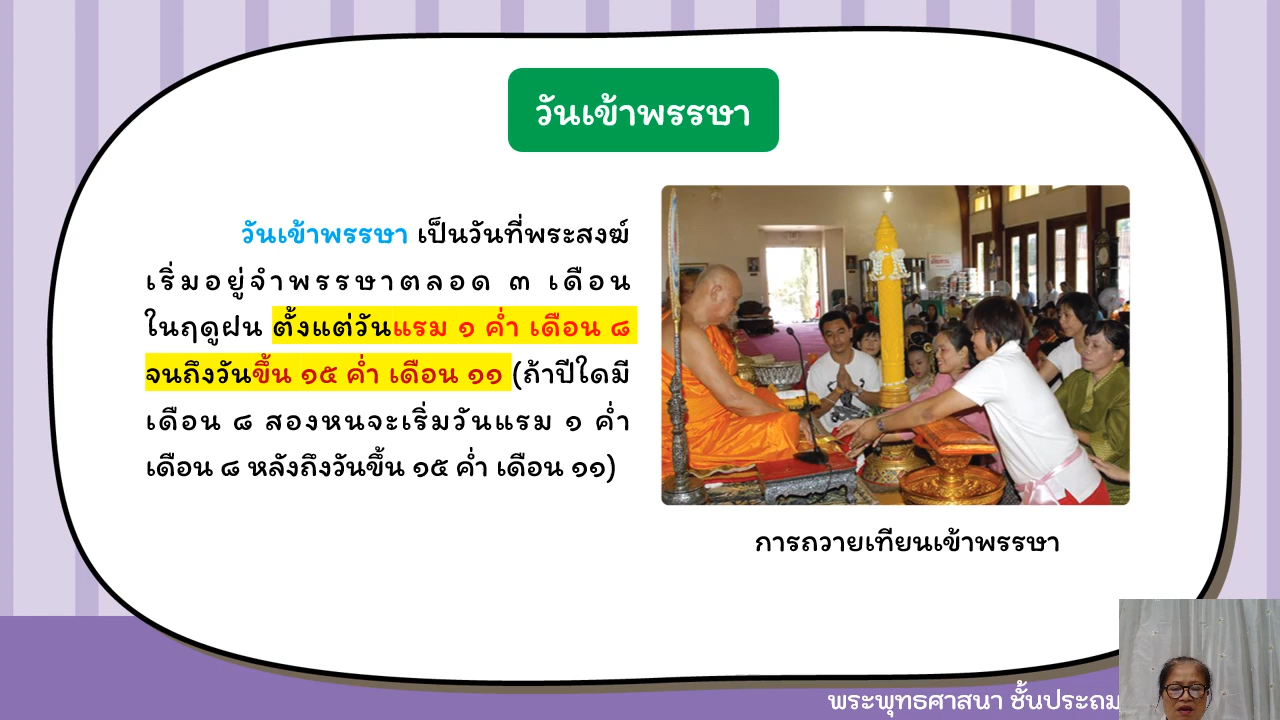 วันเข้าพรรษา
วันเข้าพรรษา เป็นวันที่พระสงฆ์
เริ่มอยู่จำพรรษาตลอด ๓ เดือน
ในฤดูฝน ตั้งแต่วันแรม ๑ ค่ำ เดือน ๘
จนถึงวันขึ้น ๑๕ ค่ำ เดือน ๑๑ (ถ้าปีใดมี
เดือน ๘ สองหนจะเริ่มวันแรม ๑ ค่ำ
เดือน ๘ หลังถึงวันขึ้น ๑๕ ค่ำ เดือน ๑๑)
การถวายเทียนเข้าพรรษา
พระพุทธศาสนา ชั้นประถม